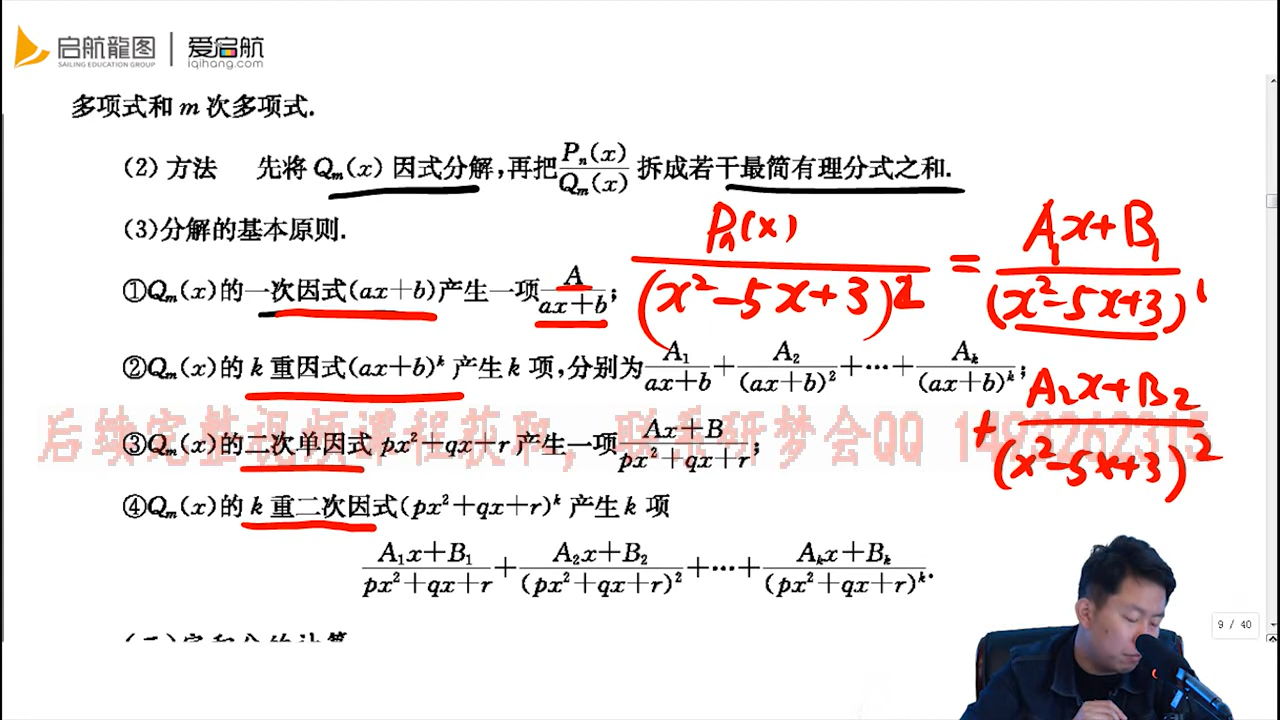 启航龍图 | 爱启航
SAILING EDUCATION GROUP iqihang.com
多项式和 m 次多项式.
(2) 方法 先将 Qₘ(x) 因式分解,再把 Pₙ(x)/Qₘ(x) 拆成若干最简有理分式之和.
(3)分解的基本原则.
Pₙ(x)/(x²-5x+3)² = (A₁x+B₁)/(x²-5x+3)¹
①Qₘ(x)的一次因式(ax+b)产生一项 A/(ax+b);
②Qₘ(x)的 k 重因式(ax+b)ᵏ 产生 k 项,分别为 A₁/(ax+b)+A₂/(ax+b)²+⋯+Aₖ/(ax+b)ᵏ;
+ (A₂x+B₂)/(x²-5x+3)²
后续完整视频课程获取,联系研梦会QQ
③Qₘ(x)的二次单因式 px²+qx+r 产生一项 (Ax+B)/(px²+qx+r);
④Qₘ(x)的 k 重二次因式(px²+qx+r)ᵏ 产生 k 项
(A₁x+B₁)/(px²+qx+r)+(A₂x+B₂)/(px²+qx+r)²+⋯+(Aₖx+Bₖ)/(px²+qx+r)ᵏ.
9 / 40